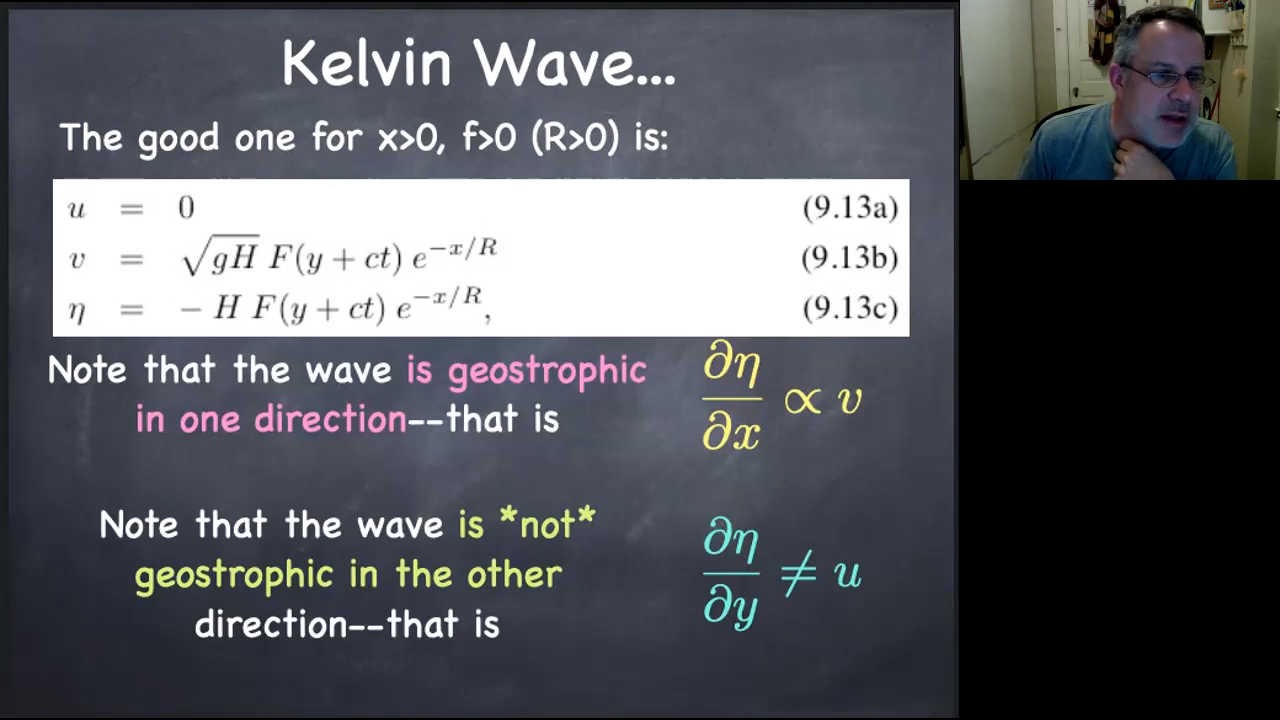 Kelvin Wave...
The good one for x>0, f>0 (R>0) is:
u = 0 (9.13a)
v = √gH F(y + ct) e^{−x/R} (9.13b)
η = − H F(y + ct) e^{−x/R}, (9.13c)
Note that the wave is geostrophic
in one direction--that is
∂η/∂x ∝ v
Note that the wave is *not*
geostrophic in the other
direction--that is
∂η/∂y ≠ u